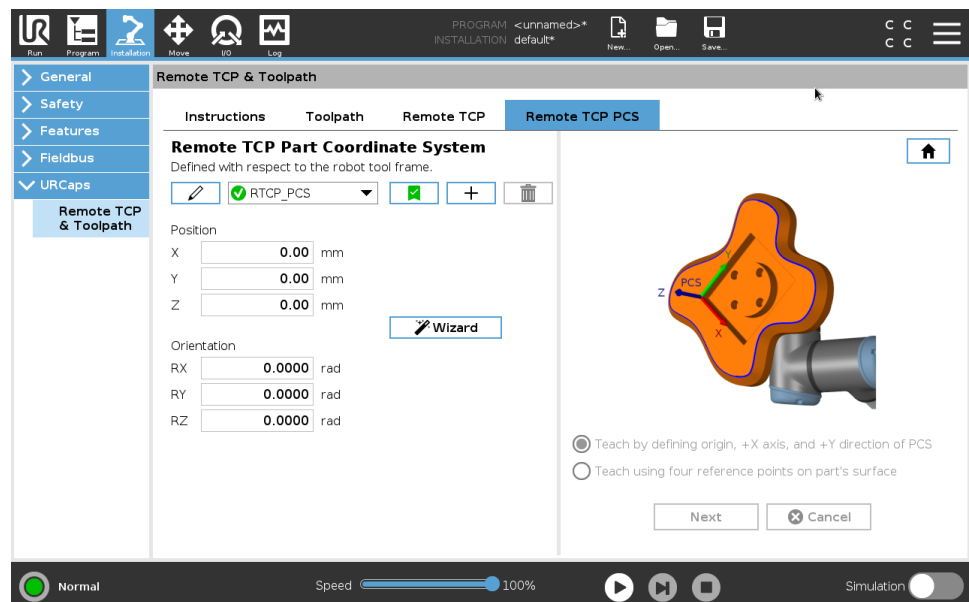 PROGRAM <unnamed>*
INSTALLATION default*
UR
Run Program Installation Move I/O Log New... Open... Save...
C C
C C
General
Safety
Features
Fieldbus
URCaps
Remote TCP
& Toolpath
Remote TCP & Toolpath
Instructions Toolpath Remote TCP Remote TCP PCS
Remote TCP Part Coordinate System
Defined with respect to the robot tool frame.
RTCP_PCS
Position
X 0.00 mm
Y 0.00 mm
Z 0.00 mm
Wizard
Orientation
RX 0.0000 rad
RY 0.0000 rad
RZ 0.0000 rad
Y
PCS
Z
X
Teach by defining origin, +X axis, and +Y direction of PCS
Teach using four reference points on part's surface
Next Cancel
Normal Speed 100% Simulation